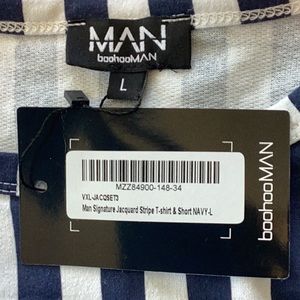 MAN
boohooMAN
L
MZZ84900-148-34
VXL-JACQSET3
Man Signature Jacquard Stripe T-shirt & Short NAVY-L
boohooMAN